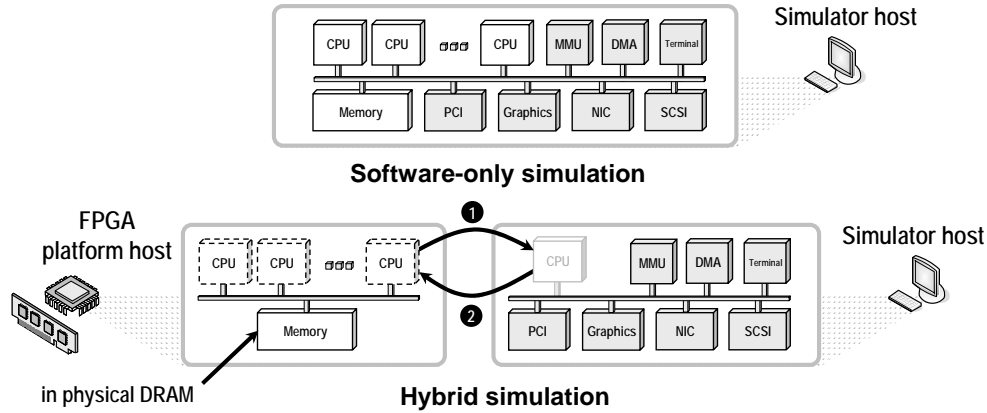 Simulator host
CPU CPU CPU MMU DMA Terminal
Memory PCI Graphics NIC SCSI
Software-only simulation
FPGA
platform host
1
Simulator host
CPU CPU CPU CPU MMU DMA Terminal
2
Memory PCI Graphics NIC SCSI
in physical DRAM
Hybrid simulation